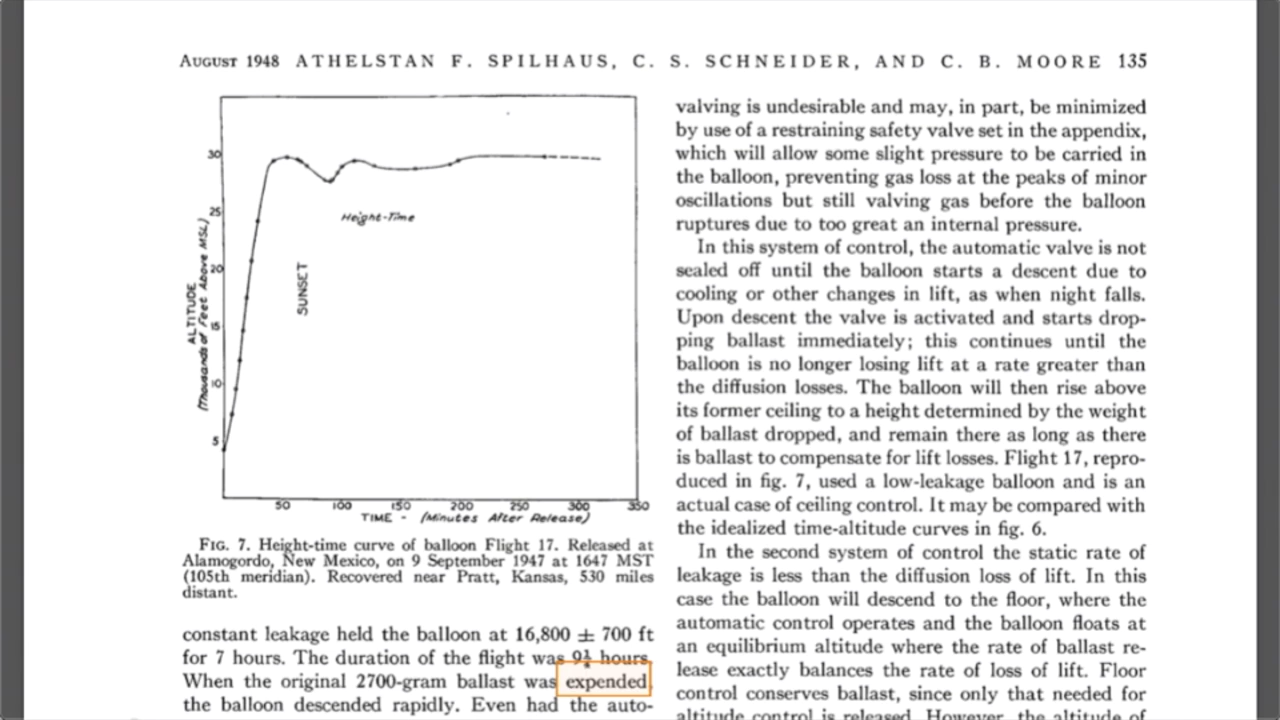 AUGUST 1948 ATHELSTAN F. SPILHAUS, C. S. SCHNEIDER, AND C. B. MOORE 135
30
25
20
15
10
5
ALTITUDE
(Thousands of Feet Above MSL)
Height-Time
SUNSET
50 100 150 200 250 300 350
TIME - (Minutes After Release)
FIG. 7. Height-time curve of balloon Flight 17. Released at
Alamogordo, New Mexico, on 9 September 1947 at 1647 MST
(105th meridian). Recovered near Pratt, Kansas, 530 miles
distant.
constant leakage held the balloon at 16,800 ± 700 ft
for 7 hours. The duration of the flight was hours.
When the original 2700-gram ballast was expended
the balloon descended rapidly. Even had the auto-
valving is undesirable and may, in part, be minimized
by use of a restraining safety valve set in the appendix,
which will allow some slight pressure to be carried in
the balloon, preventing gas loss at the peaks of minor
oscillations but still valving gas before the balloon
ruptures due to too great an internal pressure.
In this system of control, the automatic valve is not
sealed off until the balloon starts a descent due to
cooling or other changes in lift, as when night falls.
Upon descent the valve is activated and starts drop-
ping ballast immediately; this continues until the
balloon is no longer losing lift at a rate greater than
the diffusion losses. The balloon will then rise above
its former ceiling to a height determined by the weight
of ballast dropped, and remain there as long as there
is ballast to compensate for lift losses. Flight 17, repro-
duced in fig. 7, used a low-leakage balloon and is an
actual case of ceiling control. It may be compared with
the idealized time-altitude curves in fig. 6.
In the second system of control the static rate of
leakage is less than the diffusion loss of lift. In this
case the balloon will descend to the floor, where the
automatic control operates and the balloon floats at
an equilibrium altitude where the rate of ballast re-
lease exactly balances the rate of loss of lift. Floor
control conserves ballast, since only that needed for
altitude control is released. However, the altitude of